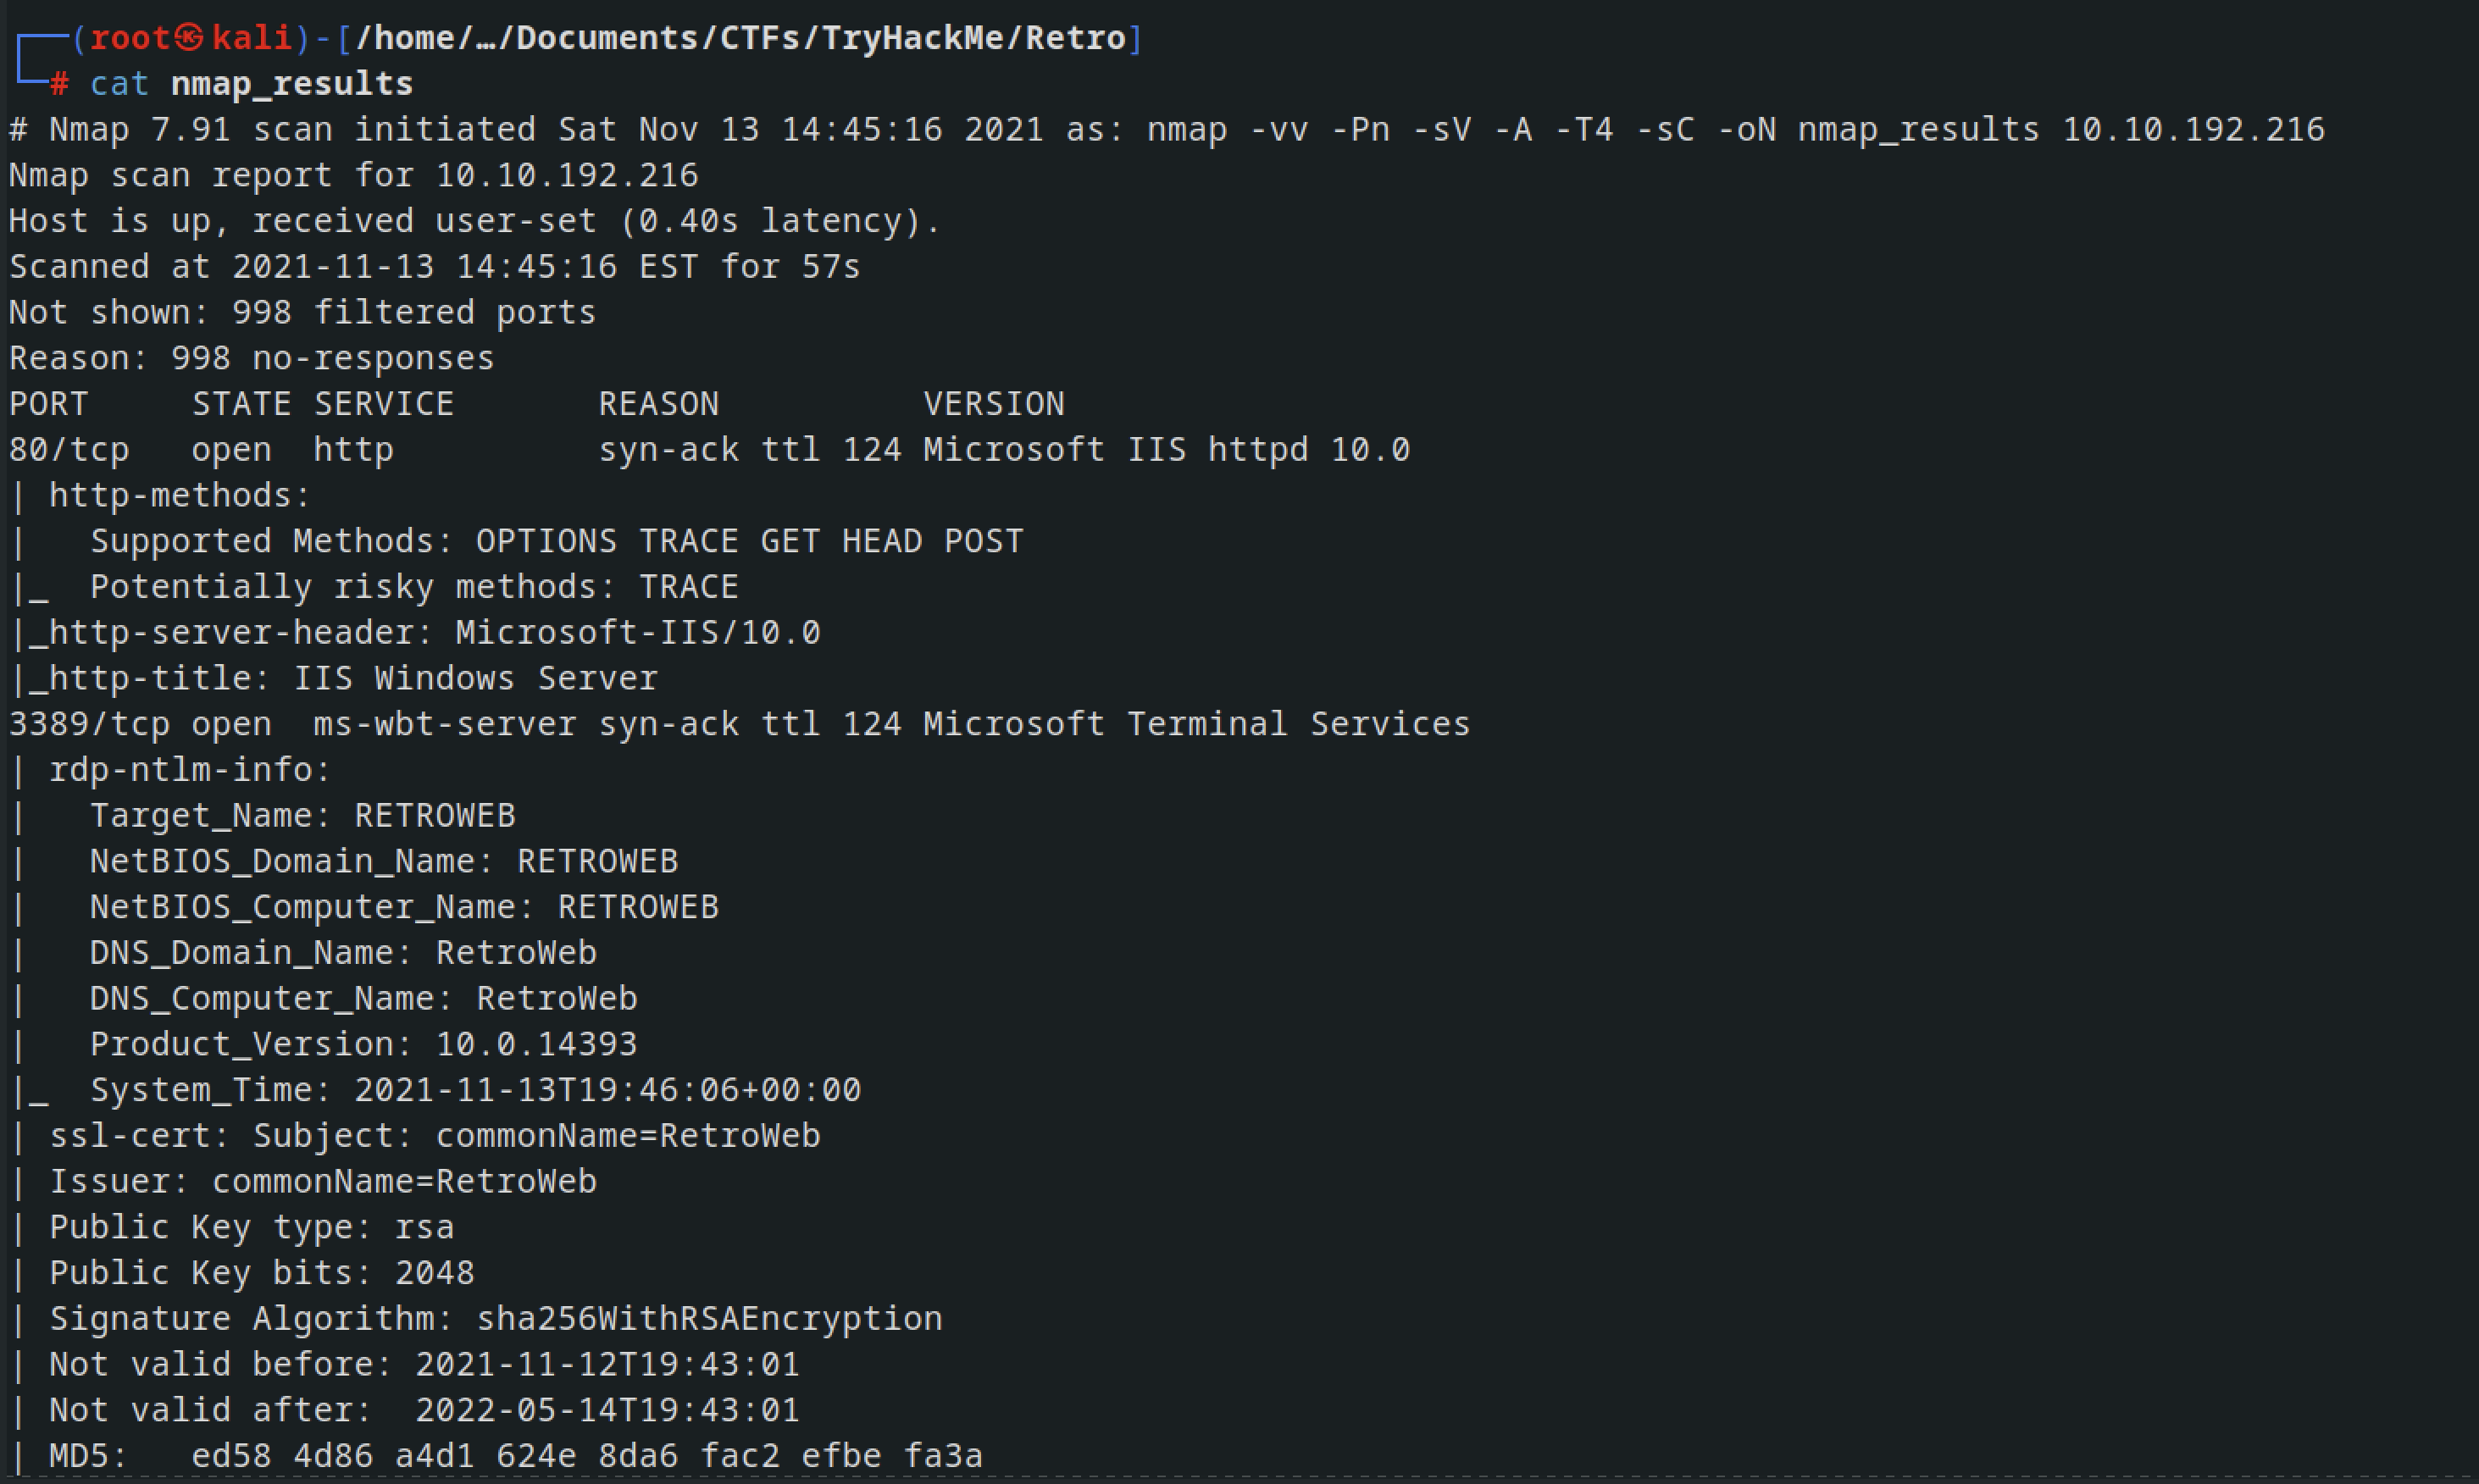 ┌──(root㉿kali)-[/home/…/Documents/CTFs/TryHackMe/Retro]
└─# cat nmap_results
# Nmap 7.91 scan initiated Sat Nov 13 14:45:16 2021 as: nmap -vv -Pn -sV -A -T4 -sC -oN nmap_results 10.10.192.216
Nmap scan report for 10.10.192.216
Host is up, received user-set (0.40s latency).
Scanned at 2021-11-13 14:45:16 EST for 57s
Not shown: 998 filtered ports
Reason: 998 no-responses
PORT     STATE SERVICE       REASON          VERSION
80/tcp   open  http          syn-ack ttl 124 Microsoft IIS httpd 10.0
| http-methods:
|   Supported Methods: OPTIONS TRACE GET HEAD POST
|_  Potentially risky methods: TRACE
|_http-server-header: Microsoft-IIS/10.0
|_http-title: IIS Windows Server
3389/tcp open  ms-wbt-server syn-ack ttl 124 Microsoft Terminal Services
| rdp-ntlm-info:
|   Target_Name: RETROWEB
|   NetBIOS_Domain_Name: RETROWEB
|   NetBIOS_Computer_Name: RETROWEB
|   DNS_Domain_Name: RetroWeb
|   DNS_Computer_Name: RetroWeb
|   Product_Version: 10.0.14393
|_  System_Time: 2021-11-13T19:46:06+00:00
| ssl-cert: Subject: commonName=RetroWeb
| Issuer: commonName=RetroWeb
| Public Key type: rsa
| Public Key bits: 2048
| Signature Algorithm: sha256WithRSAEncryption
| Not valid before: 2021-11-12T19:43:01
| Not valid after:  2022-05-14T19:43:01
| MD5:   ed58 4d86 a4d1 624e 8da6 fac2 efbe fa3a